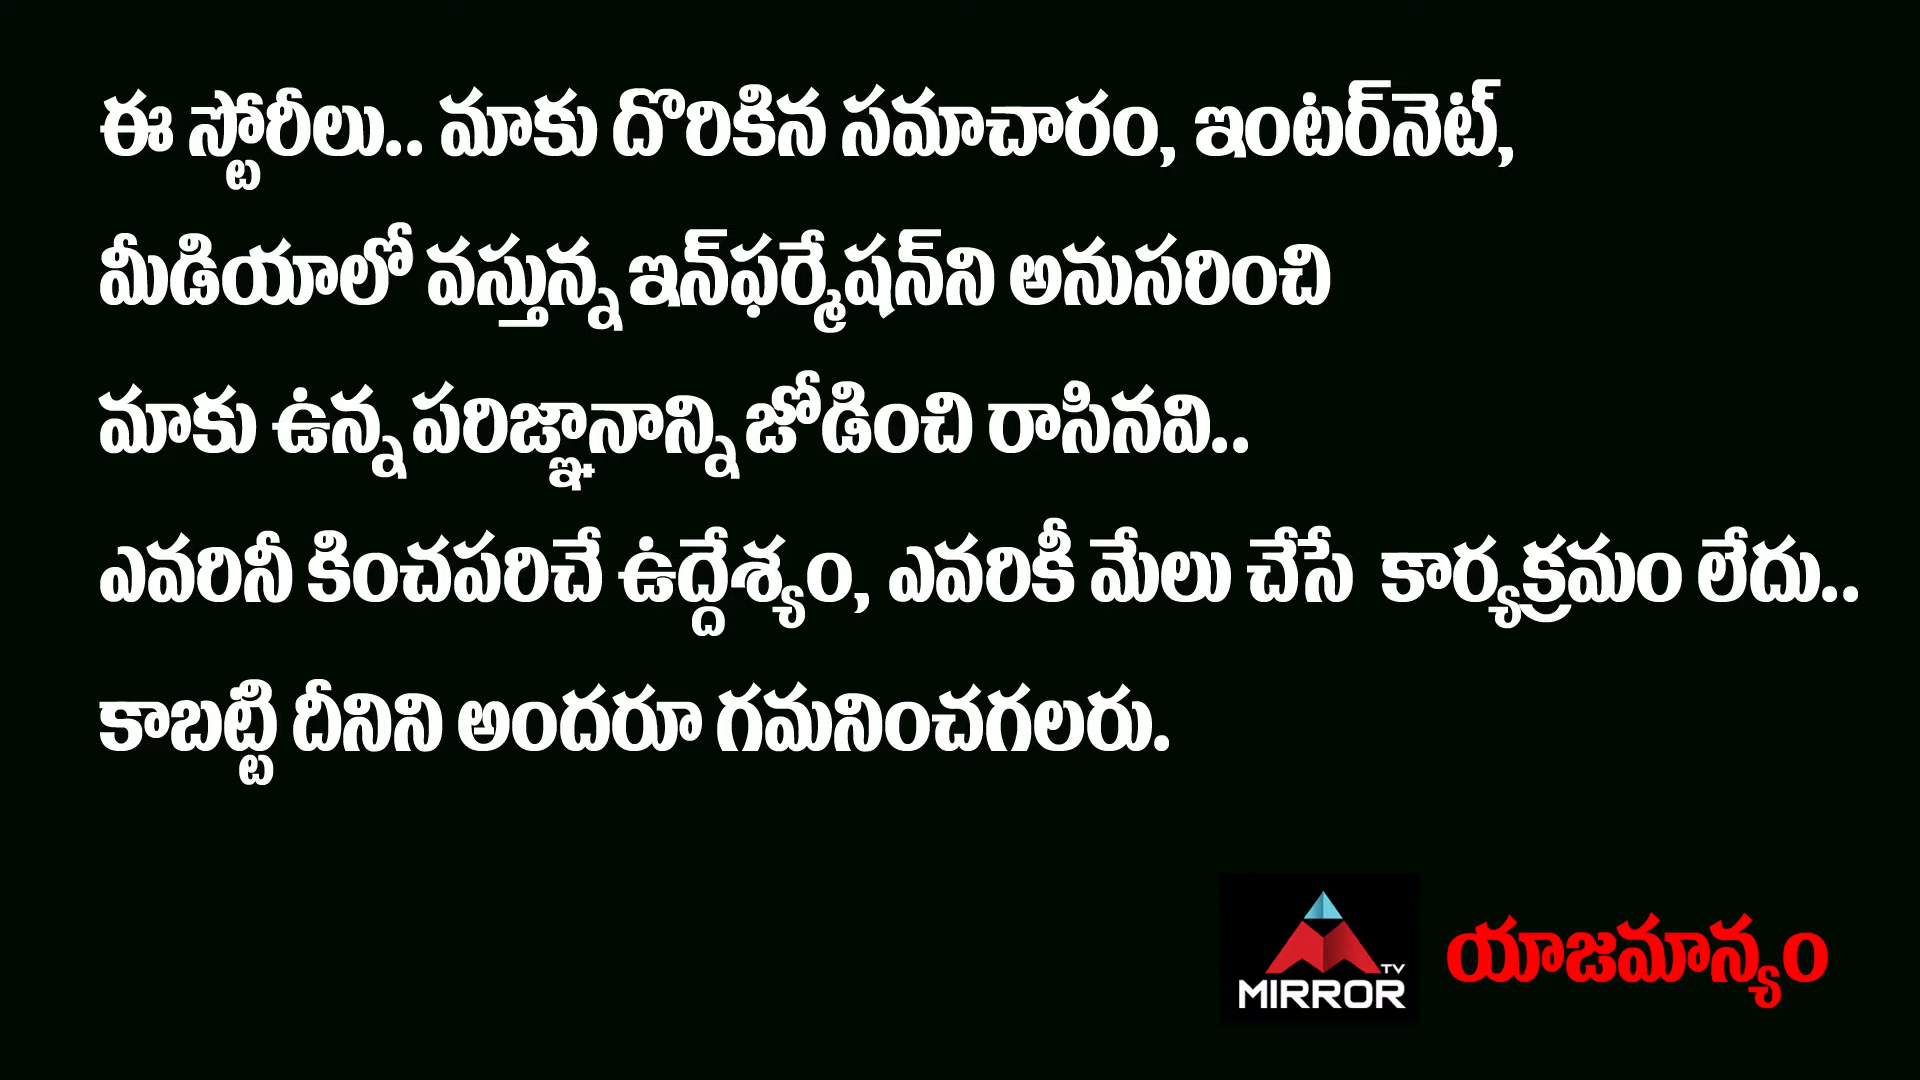 ఈ స్టోరీలు.. మాకు దొరికిన సమాచారం, ఇంటర్‌నెట్,
మీడియాలో వస్తున్న ఇన్‌ఫర్మేషన్‌ని అనుసరించి
మాకు ఉన్న పరిజ్ఞానాన్ని జోడించి రాసినవి..
ఎవరినీ కించపరిచే ఉద్దేశ్యం, ఎవరికీ మేలు చేసే కార్యక్రమం లేదు..
కాబట్టి దీనిని అందరూ గమనించగలరు.
TV
MIRROR
యాజమాన్యం